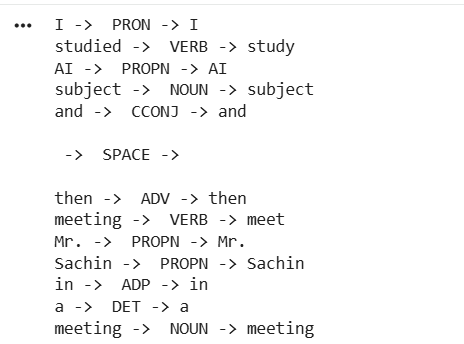 I ->  PRON -> I
studied ->  VERB -> study
AI ->  PROPN -> AI
subject ->  NOUN -> subject
and ->  CCONJ -> and
 ->  SPACE ->
then ->  ADV -> then
meeting ->  VERB -> meet
Mr. ->  PROPN -> Mr.
Sachin ->  PROPN -> Sachin
in ->  ADP -> in
a ->  DET -> a
meeting ->  NOUN -> meeting